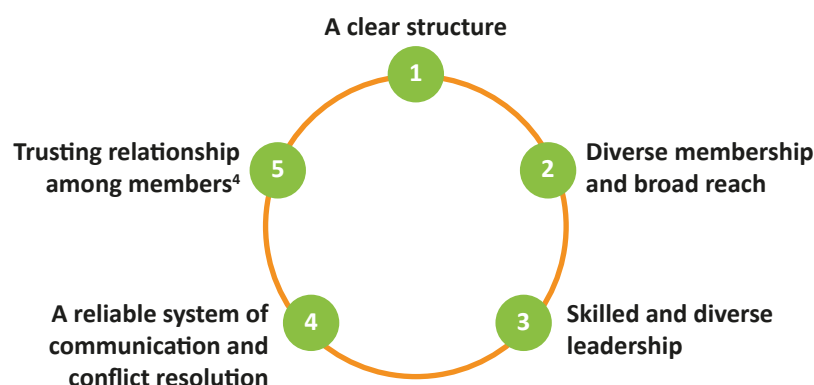 A clear structure
1
2
Diverse membership
and broad reach
3
Skilled and diverse
leadership
4
A reliable system of
communication and
conflict resolution
5
Trusting relationship
among members⁴